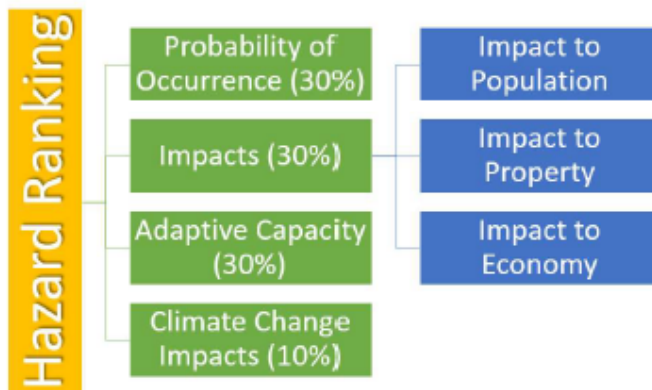 Hazard Ranking
Probability of
Occurrence (30%)
Impacts (30%)
Adaptive Capacity
(30%)
Climate Change
Impacts (10%)
Impact to
Population
Impact to
Property
Impact to
Economy